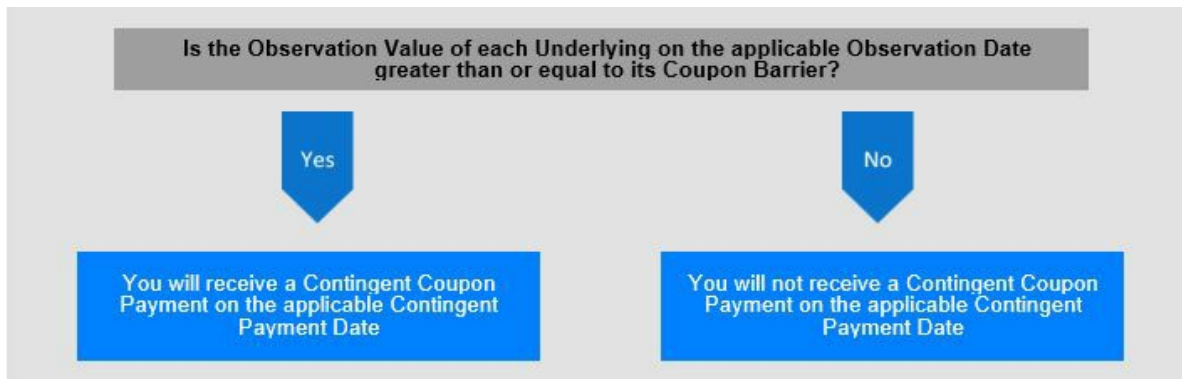 Is the Observation Value of each Underlying on the applicable Observation Date
greater than or equal to its Coupon Barrier?
Yes
No
You will receive a Contingent Coupon
Payment on the applicable Contingent
Payment Date
You will not receive a Contingent Coupon
Payment on the applicable Contingent
Payment Date